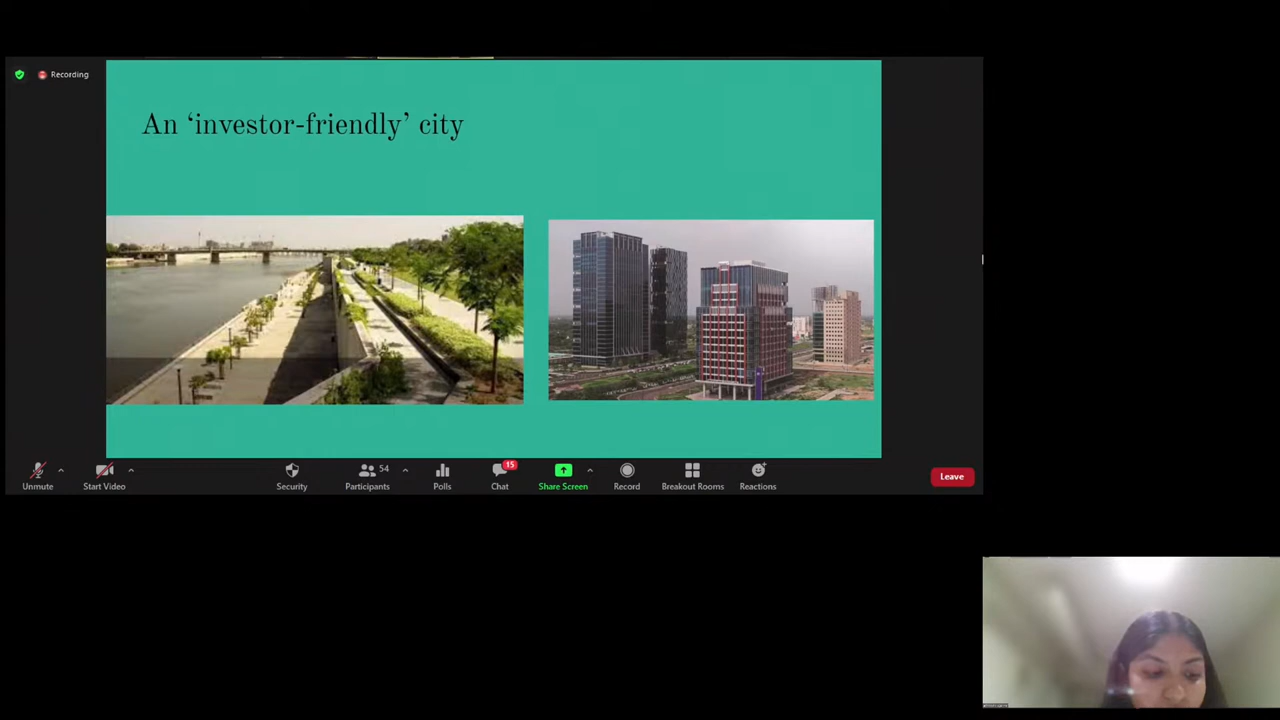 Recording
An ‘investor-friendly’ city
Unmute
Start Video
Security
54
Participants
Polls
15
Chat
Share Screen
Record
Breakout Rooms
Reactions
Leave